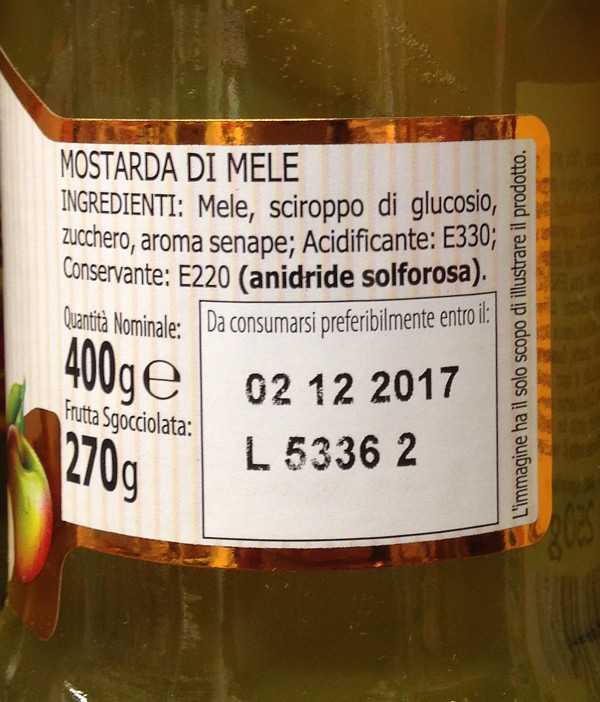 MOSTARDA DI MELE
INGREDIENTI: Mele, sciroppo di glucosio,
zucchero, aroma senape; Acidificante: E330;
Conservante: E220 (anidride solforosa).
Quantità Nominale:
400g e
Frutta Sgocciolata:
270g
Da consumarsi preferibilmente entro il:
02 12 2017
L 5336 2
L'immagine ha il solo scopo di illustrare il prodotto.